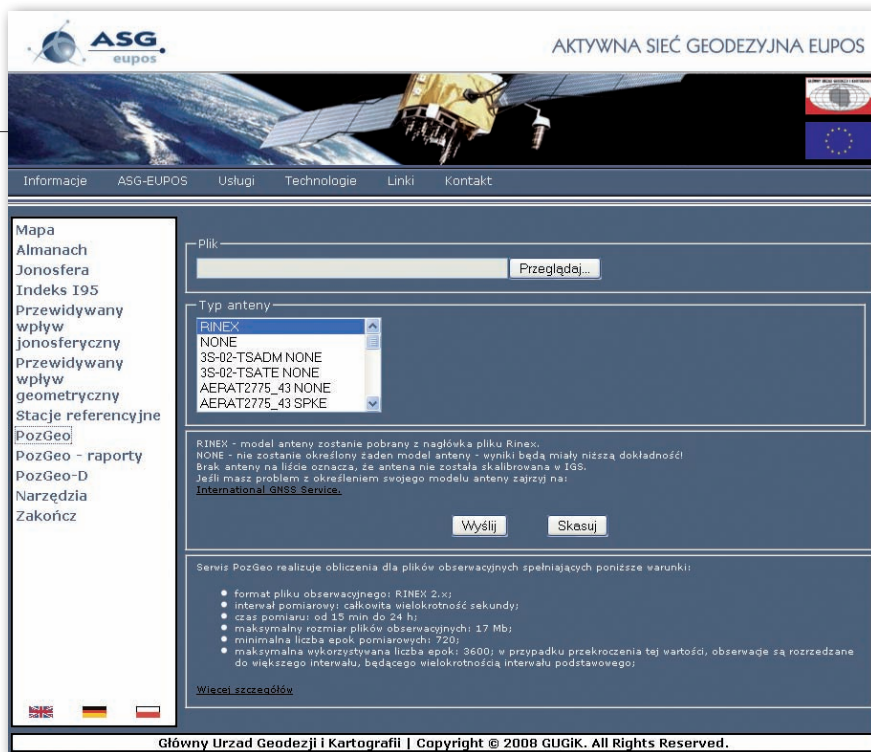 ASG
eupos
AKTYWNA SIEĆ GEODEZYJNA EUPOS
Informacje ASG-EUPOS Usługi Technologie Linki Kontakt
Mapa
Almanach
Jonosfera
Indeks I95
Przewidywany
wpływ
jonosferyczny
Przewidywany
wpływ
geometryczny
Stacje referencyjne
PozGeo
PozGeo - raporty
PozGeo-D
Narzędzia
Zakończ
Plik
Przeglądaj...
Typ anteny
RINEX
NONE
3S-02-TSADM NONE
3S-02-TSATE NONE
AERAT2775_43 NONE
AERAT2775_43 SPKE
RINEX - model anteny zostanie pobrany z nagłówka pliku Rinex.
NONE - nie zostanie określony żaden model anteny - wyniki będą miały niższą dokładność!
Brak anteny na liście oznacza, że antena nie została skalibrowana w IGS.
Jeśli masz problem z określeniem swojego modelu anteny zajrzyj na:
International GNSS Service.
Wyślij Skasuj
Serwis PozGeo realizuje obliczenia dla plików obserwacyjnych spełniających poniższe warunki:
format pliku obserwacyjnego: RINEX 2.x;
interwał pomiarowy: całkowita wielokrotność sekundy;
czas pomiaru: od 15 min do 24 h;
maksymalny rozmiar plików obserwacyjnych: 17 Mb;
minimalna liczba epok pomiarowych: 720;
maksymalna wykorzystywana liczba epok: 3600; w przypadku przekroczenia tej wartości, obserwacje są rozrzedzane
do większego interwału, będącego wielokrotnością interwału podstawowego;
Więcej szczegółów
Główny Urzad Geodezji i Kartografii | Copyright © 2008 GUGiK. All Rights Reserved.